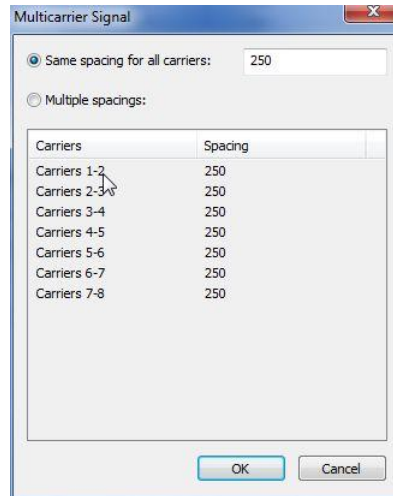 Multicarrier Signal
Same spacing for all carriers: 250
Multiple spacings:
Carriers Spacing
Carriers 1-2 250
Carriers 2-3 250
Carriers 3-4 250
Carriers 4-5 250
Carriers 5-6 250
Carriers 6-7 250
Carriers 7-8 250
OK Cancel